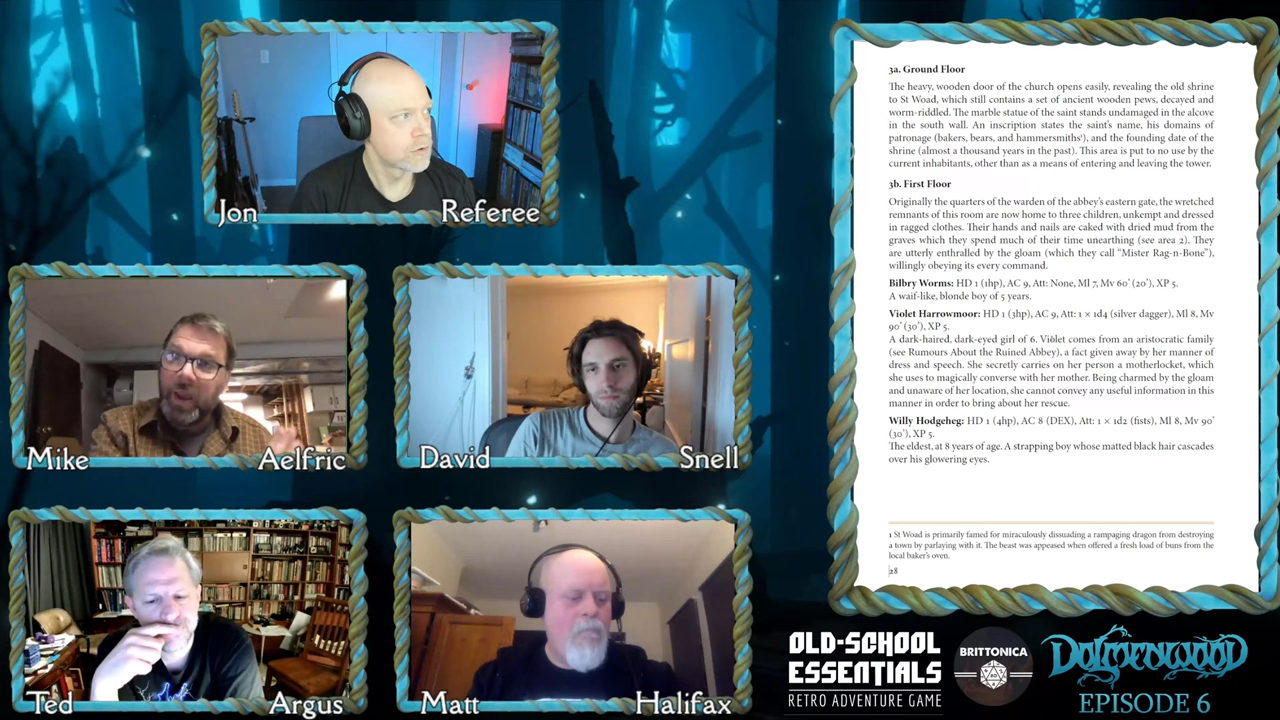 Jon Referee
Mike Aelfric
David Snell
Ted Argus
Matt Halifax
3a. Ground Floor
The heavy, wooden door of the church opens easily, revealing the old shrine
to St Woad, which still contains a set of ancient wooden pews, decayed and
worm-riddled. The marble statue of the saint stands undamaged in the alcove
in the south wall. An inscription states the saint's name, his domains of
patronage (bakers, bears, and hammersmiths¹), and the founding date of the
shrine (almost a thousand years in the past). This area is put to no use by the
current inhabitants, other than as a means of entering and leaving the tower.
3b. First Floor
Originally the quarters of the warden of the abbey's eastern gate, the wretched
remnants of this room are now home to three children, unkempt and dressed
in ragged clothes. Their hands and nails are caked with dried mud from the
graves which they spend much of their time unearthing (see area 2). They
are utterly enthralled by the gloam (which they call "Mister Rag-n-Bone"),
willingly obeying its every command.
Bilbry Worms: HD 1 (1hp), AC 9, Att: None, Ml 7, Mv 60' (20'), XP 5.
A waif-like, blonde boy of 5 years.
Violet Harrowmoor: HD 1 (3hp), AC 9, Att: 1 × 1d4 (silver dagger), Ml 8, Mv
90' (30'), XP 5.
A dark-haired, dark-eyed girl of 6. Violet comes from an aristocratic family
(see Rumours About the Ruined Abbey), a fact given away by her manner of
dress and speech. She secretly carries on her person a motherlocket, which
she uses to magically converse with her mother. Being charmed by the gloam
and unaware of her location, she cannot convey any useful information in this
manner in order to bring about her rescue.
Willy Hodgeheg: HD 1 (4hp), AC 8 (DEX), Att: 1 × 1d2 (fists), Ml 8, Mv 90'
(30'), XP 5.
The eldest, at 8 years of age. A strapping boy whose matted black hair cascades
over his glowering eyes.
1 St Woad is primarily famed for miraculously dissuading a rampaging dragon from destroying
a town by parlaying with it. The beast was appeased when offered a fresh load of buns from the
local baker's oven.
28
OLD-SCHOOL
ESSENTIALS
RETRO ADVENTURE GAME
BRITTONICA
DOLMENWOOD
EPISODE 6